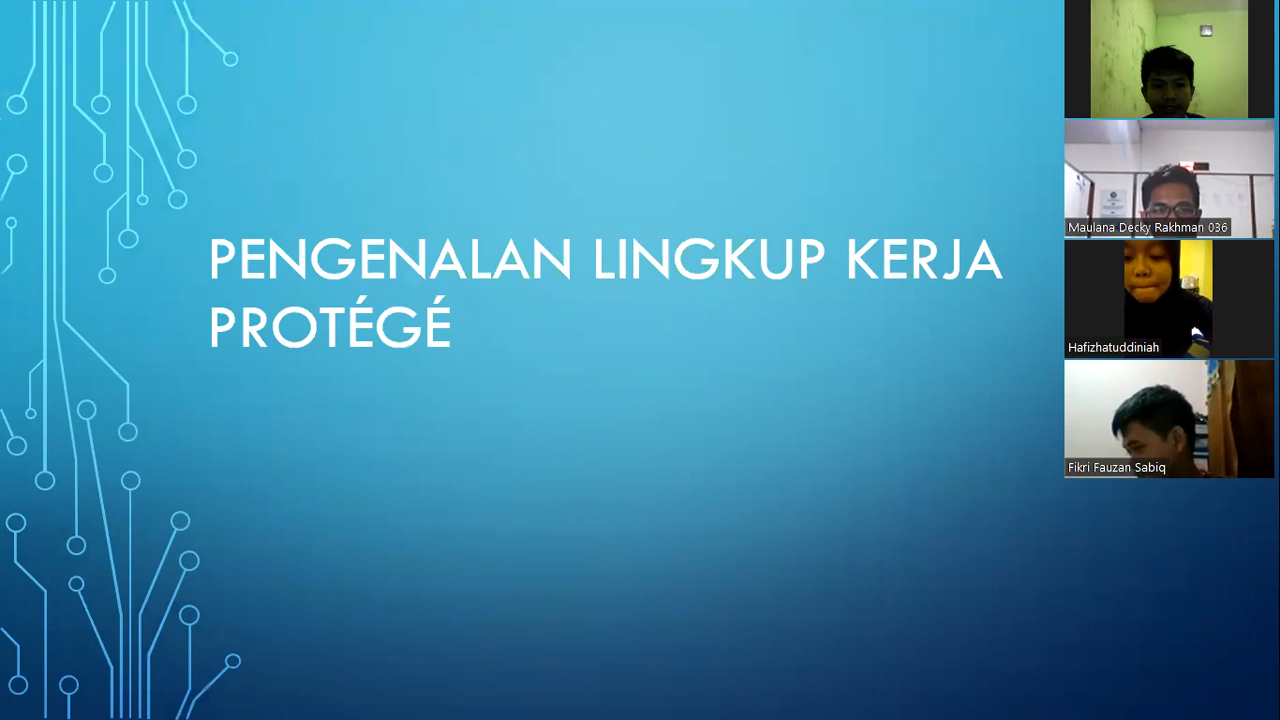 PENGENALAN LINGKUP KERJA
PROTÉGÉ
Maulana Decky Rakhman 036
Hafizhatuddiniah
Fikri Fauzan Sabiq